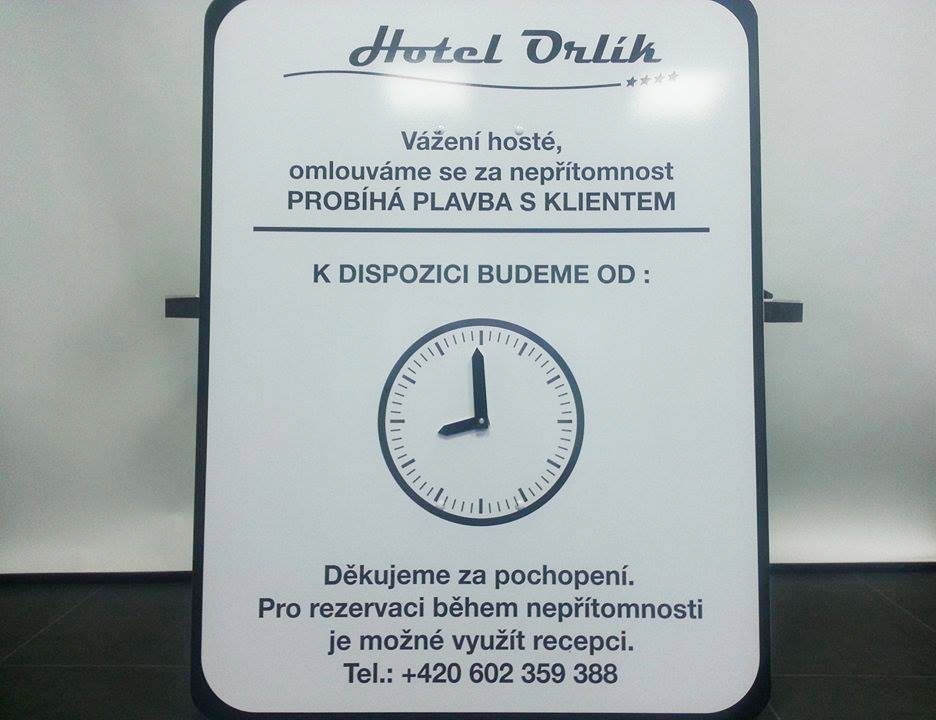 Hotel Orlík
Vážení hosté,
omlouváme se za nepřítomnost
PROBÍHÁ PLAVBA S KLIENTEM
K DISPOZICI BUDEME OD :
Děkujeme za pochopení.
Pro rezervaci během nepřítomnosti
je možné využít recepci.
Tel.: +420 602 359 388